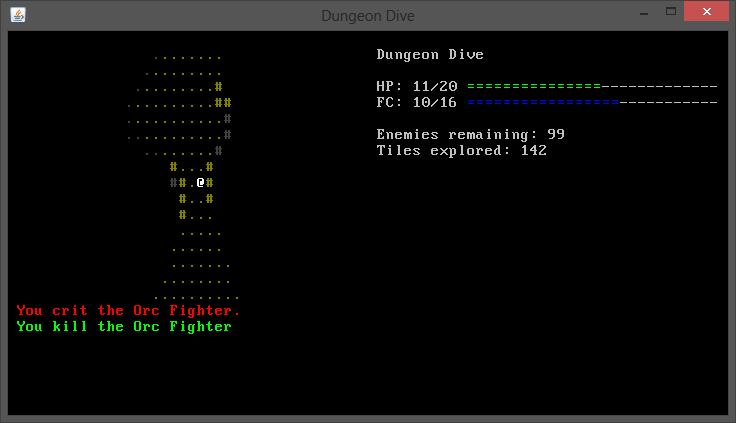 Dungeon Dive
Dungeon Dive
HP: 11/20
FC: 10/16
Enemies remaining: 99
Tiles explored: 142
You crit the Orc Fighter.
You kill the Orc Fighter